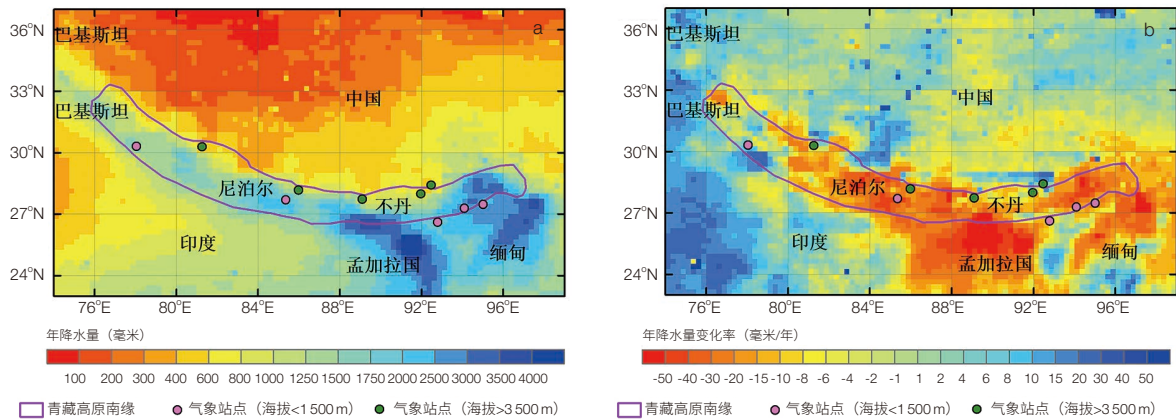 a
36°N
33°N
30°N
27°N
24°N
巴基斯坦
巴基斯坦
中国
尼泊尔
不丹
印度
孟加拉国
缅甸
76°E 80°E 84°E 88°E 92°E 96°E
年降水量（毫米）
100 200 300 400 600 800 1000 1250 1500 1750 2000 2500 3000 3500 4000
青藏高原南缘 气象站点（海拔<1 500 m） 气象站点（海拔>3 500 m）
b
36°N
33°N
30°N
27°N
24°N
巴基斯坦
巴基斯坦
中国
尼泊尔
不丹
印度
孟加拉国
缅甸
76°E 80°E 84°E 88°E 92°E 96°E
年降水量变化率（毫米/年）
-50 -40 -30 -20 -15 -10 -8 -6 -4 -2 -1 1 2 4 6 8 10 15 20 30 40 50
青藏高原南缘 气象站点（海拔<1 500 m） 气象站点（海拔>3 500 m）